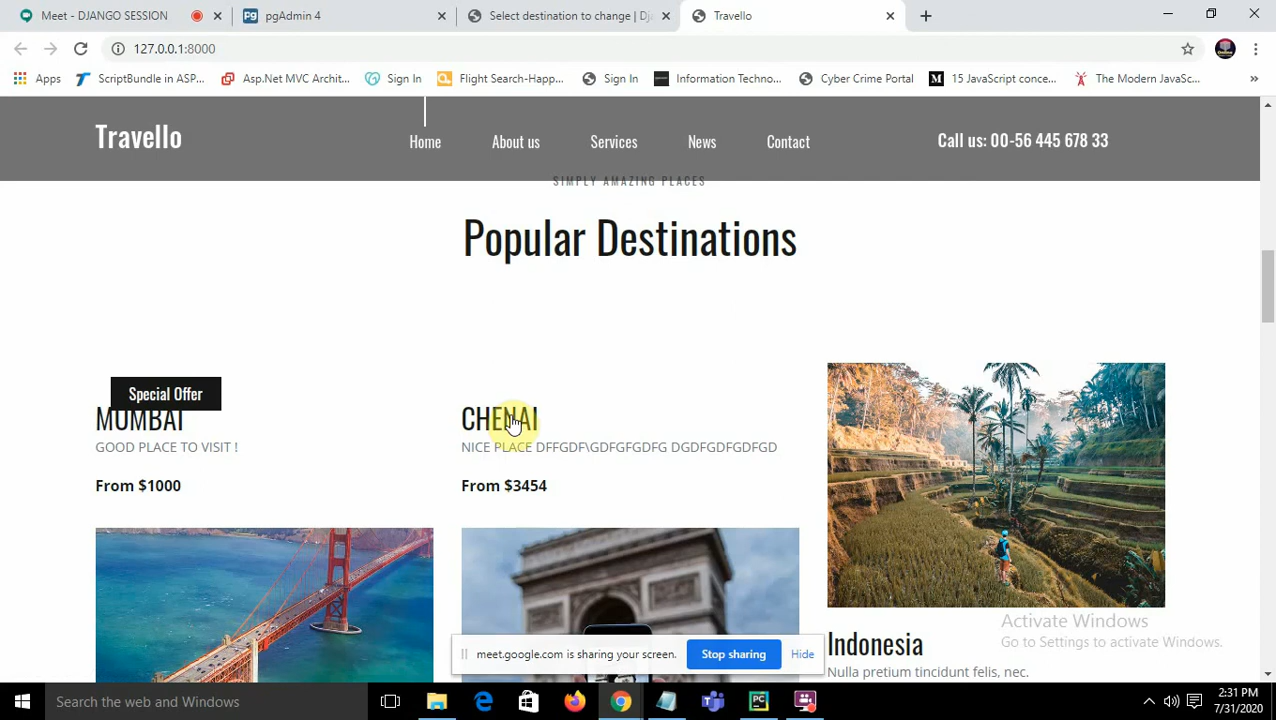 Meet - DJANGO SESSION
pgAdmin 4
Select destination to change | Dj
Travello
127.0.0.1:8000
Apps
ScriptBundle in ASP...
Asp.Net MVC Archit...
Sign In
Flight Search-Happ...
Sign In
Information Techno...
Cyber Crime Portal
15 JavaScript conce...
The Modern JavaSc...
Travello
Home
About us
Services
News
Contact
Call us: 00-56 445 678 33
SIMPLY AMAZING PLACES
Popular Destinations
Special Offer
MUMBAI
GOOD PLACE TO VISIT !
From $1000
CHENAI
NICE PLACE DFFGDF\GDFGFGDFG DGDFGDFGDFGD
From $3454
Indonesia
Nulla pretium tincidunt felis, nec.
Activate Windows
Go to Settings to activate Windows.
meet.google.com is sharing your screen.
Stop sharing
Hide
Search the web and Windows
2:31 PM
7/31/2020